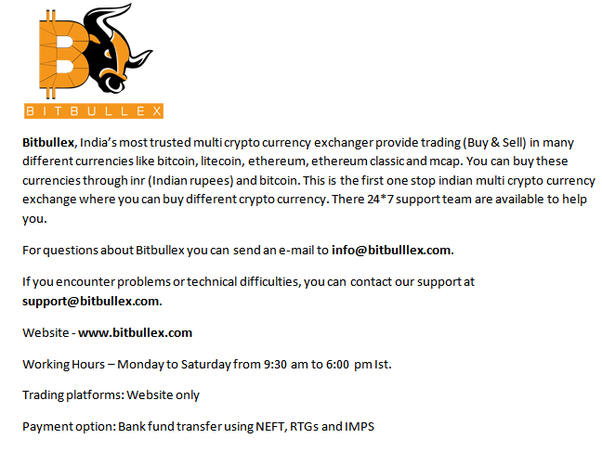 BITBULLEX
Bitbullex, India's most trusted multi crypto currency exchanger provide trading (Buy & Sell) in many
different currencies like bitcoin, litecoin, ethereum, ethereum classic and mcap. You can buy these
currencies through inr (Indian rupees) and bitcoin. This is the first one stop indian multi crypto currency
exchange where you can buy different crypto currency. There 24*7 support team are available to help
you.
For questions about Bitbullex you can send an e-mail to info@bitbulllex.com.
If you encounter problems or technical difficulties, you can contact our support at
support@bitbullex.com.
Website - www.bitbullex.com
Working Hours – Monday to Saturday from 9:30 am to 6:00 pm Ist.
Trading platforms: Website only
Payment option: Bank fund transfer using NEFT, RTGs and IMPS